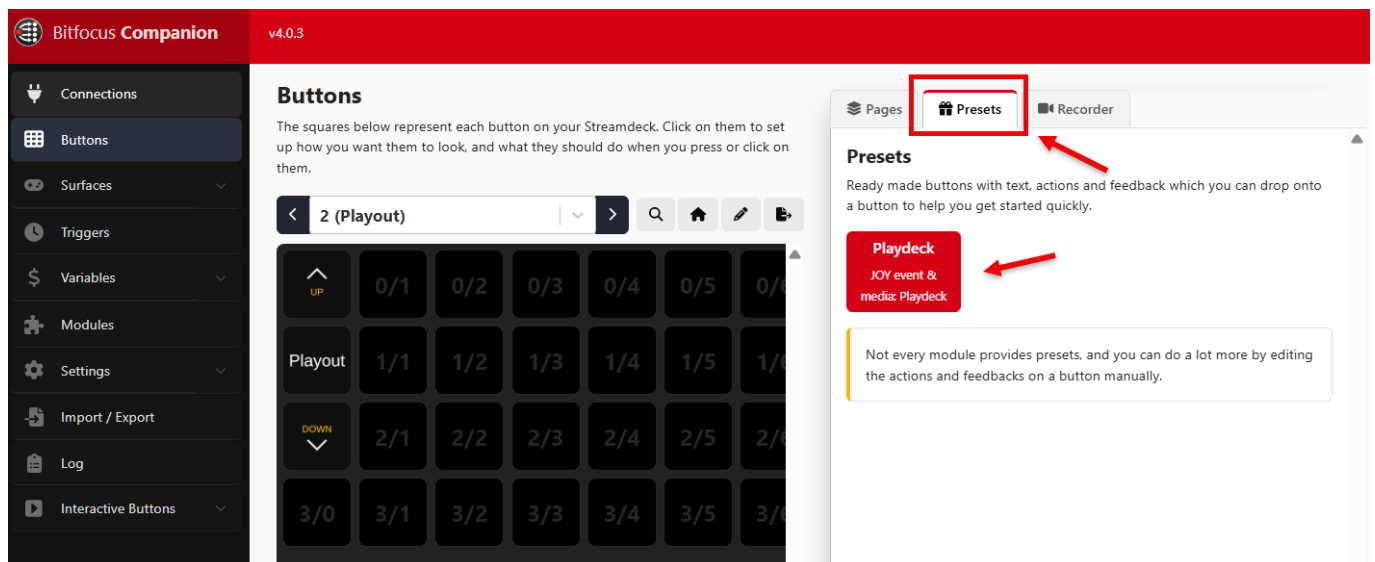 Bitfocus Companion
v4.0.3
Connections
Buttons
Surfaces
Triggers
Variables
Modules
Settings
Import / Export
Log
Interactive Buttons
Buttons
The squares below represent each button on your Streamdeck. Click on them to set
up how you want them to look, and what they should do when you press or click on
them.
2 (Playout)
UP
0/1 0/2 0/3 0/4 0/5
Playout 1/1 1/2 1/3 1/4 1/5
DOWN
2/1 2/2 2/3 2/4 2/5
3/0 3/1 3/2 3/3 3/4 3/5
Pages Presets Recorder
Presets
Ready made buttons with text, actions and feedback which you can drop onto
a button to help you get started quickly.
Playdeck
JOY event &
media: Playdeck
Not every module provides presets, and you can do a lot more by editing
the actions and feedbacks on a button manually.